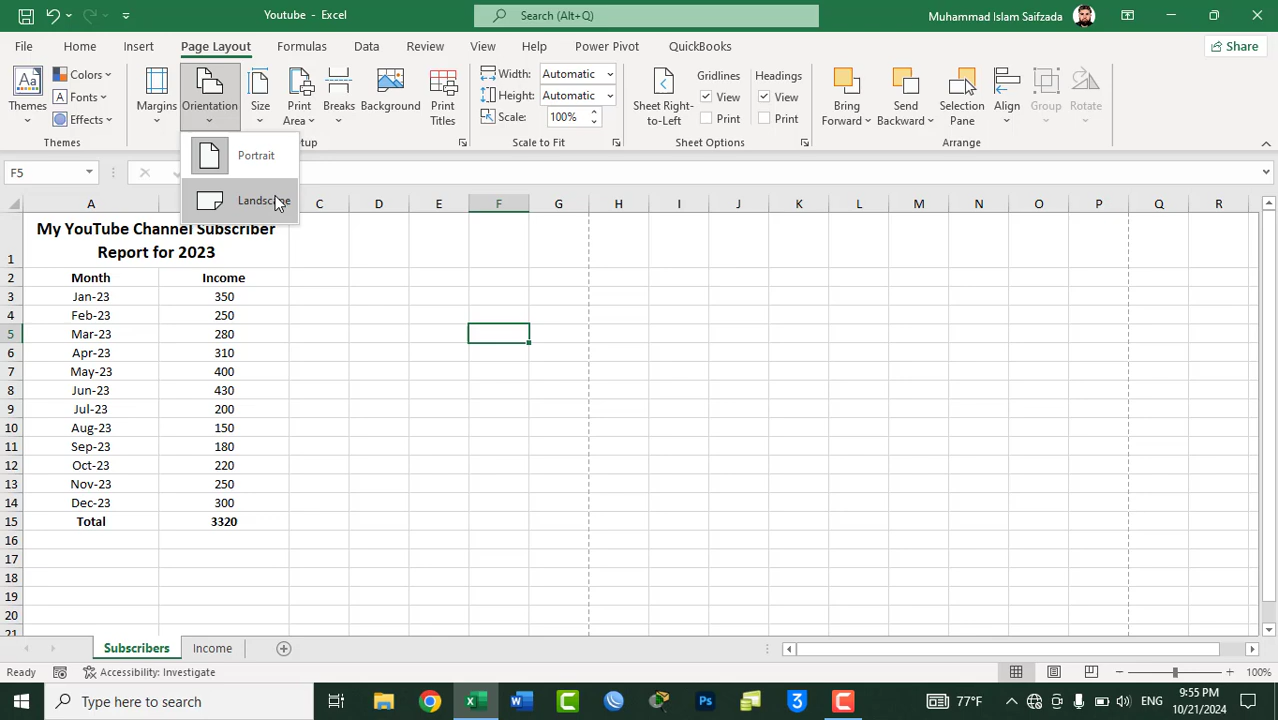 Youtube - Excel
Search (Alt+Q)
Muhammad Islam Saifzada
File Home Insert Page Layout Formulas Data Review View Help Power Pivot QuickBooks
Share
Themes
Colors
Fonts
Effects
Themes
Margins
Orientation
Size
Print Area
Breaks
Background
Print Titles
Width: Automatic
Height: Automatic
Scale: 100%
Scale to Fit
Sheet Right-to-Left
Gridlines
View
Print
Headings
View
Print
Sheet Options
Bring Forward
Send Backward
Selection Pane
Align
Group
Rotate
Arrange
Portrait
Landscape
F5
A C D E F G H I J K L M N O P Q R
My YouTube Channel Subscriber
1 Report for 2023
2 Month Income
3 Jan-23 350
4 Feb-23 250
5 Mar-23 280
6 Apr-23 310
7 May-23 400
8 Jun-23 430
9 Jul-23 200
10 Aug-23 150
11 Sep-23 180
12 Oct-23 220
13 Nov-23 250
14 Dec-23 300
15 Total 3320
16
17
18
19
20
21
Subscribers Income
Ready
Accessibility: Investigate
100%
Type here to search
77°F
ENG
9:55 PM
10/21/2024